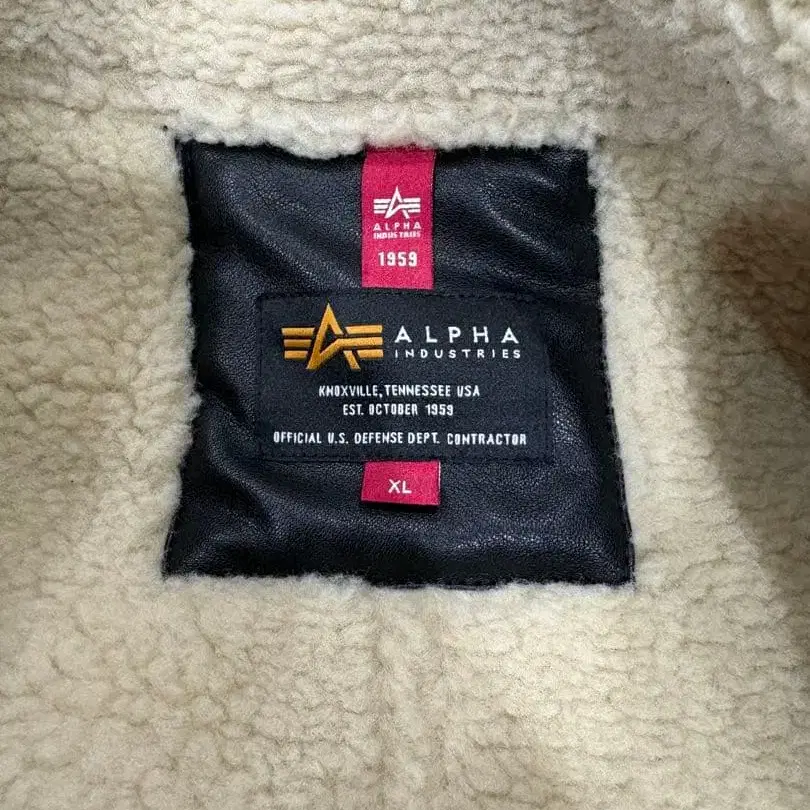 ALPHA
INDUSTRIES
1959
ALPHA
INDUSTRIES
KNOXVILLE, TENNESSEE USA
EST. OCTOBER 1959
OFFICIAL U.S. DEFENSE DEPT. CONTRACTOR
XL